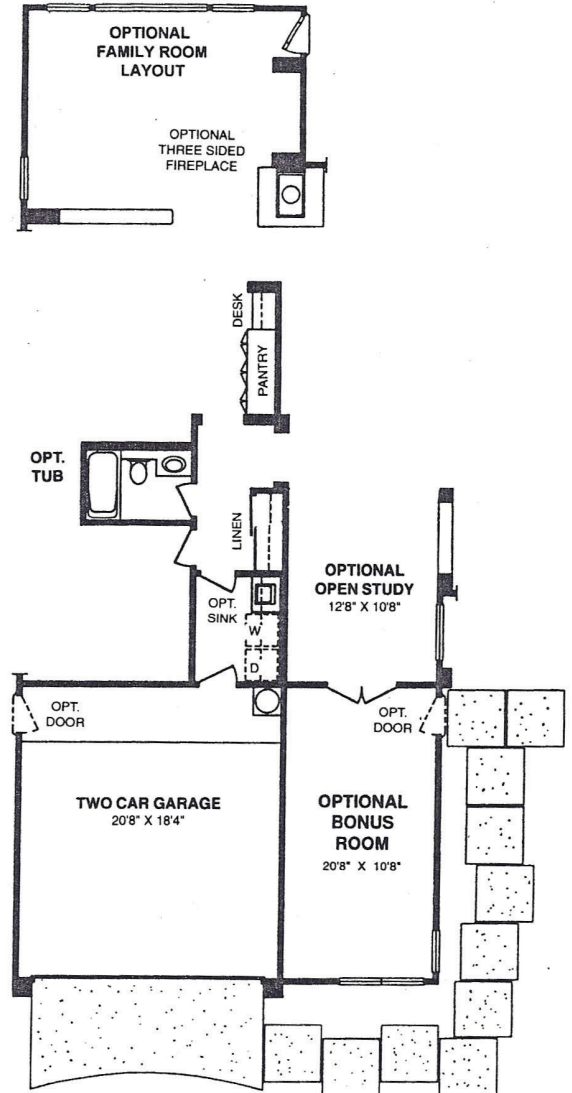 OPTIONAL
FAMILY ROOM
LAYOUT
OPTIONAL
THREE SIDED
FIREPLACE
DESK
PANTRY
OPT.
TUB
LINEN
OPTIONAL
OPEN STUDY
12'8" X 10'8"
OPT.
SINK
W
D
OPT.
DOOR
OPT.
DOOR
TWO CAR GARAGE
20'8" X 18'4"
OPTIONAL
BONUS
ROOM
20'8" X 10'8"